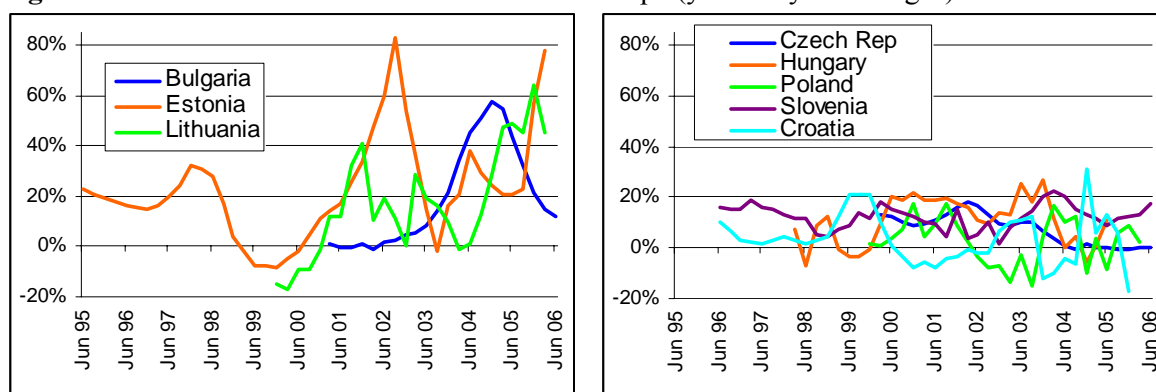 80%
60%
40%
20%
0%
-20%
Bulgaria
Estonia
Lithuania
Jun 95
Jun 96
Jun 97
Jun 98
Jun 99
Jun 00
Jun 01
Jun 02
Jun 03
Jun 04
Jun 05
Jun 06
80%
60%
40%
20%
0%
-20%
Czech Rep
Hungary
Poland
Slovenia
Croatia
Jun 95
Jun 96
Jun 97
Jun 98
Jun 99
Jun 00
Jun 01
Jun 02
Jun 03
Jun 04
Jun 05
Jun 06